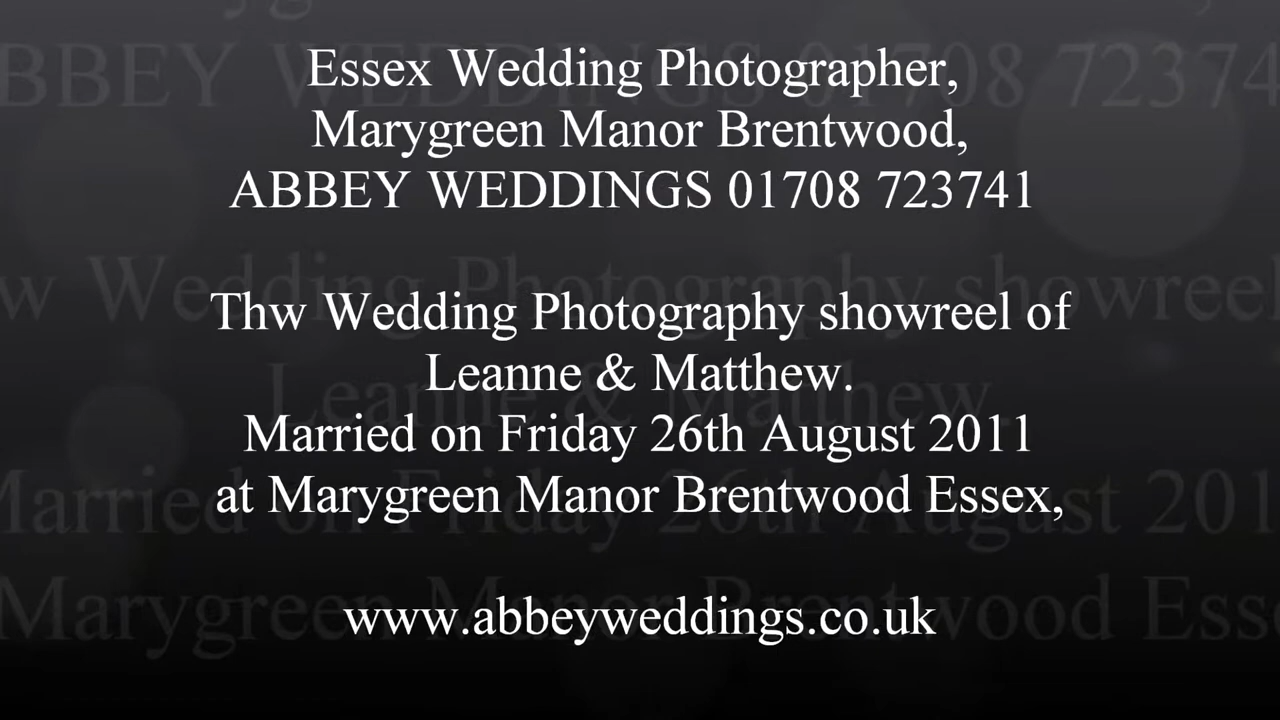 Essex Wedding Photographer,
Marygreen Manor Brentwood,
ABBEY WEDDINGS 01708 723741
Thw Wedding Photography showreel of
Leanne & Matthew.
Married on Friday 26th August 2011
at Marygreen Manor Brentwood Essex,
www.abbeyweddings.co.uk